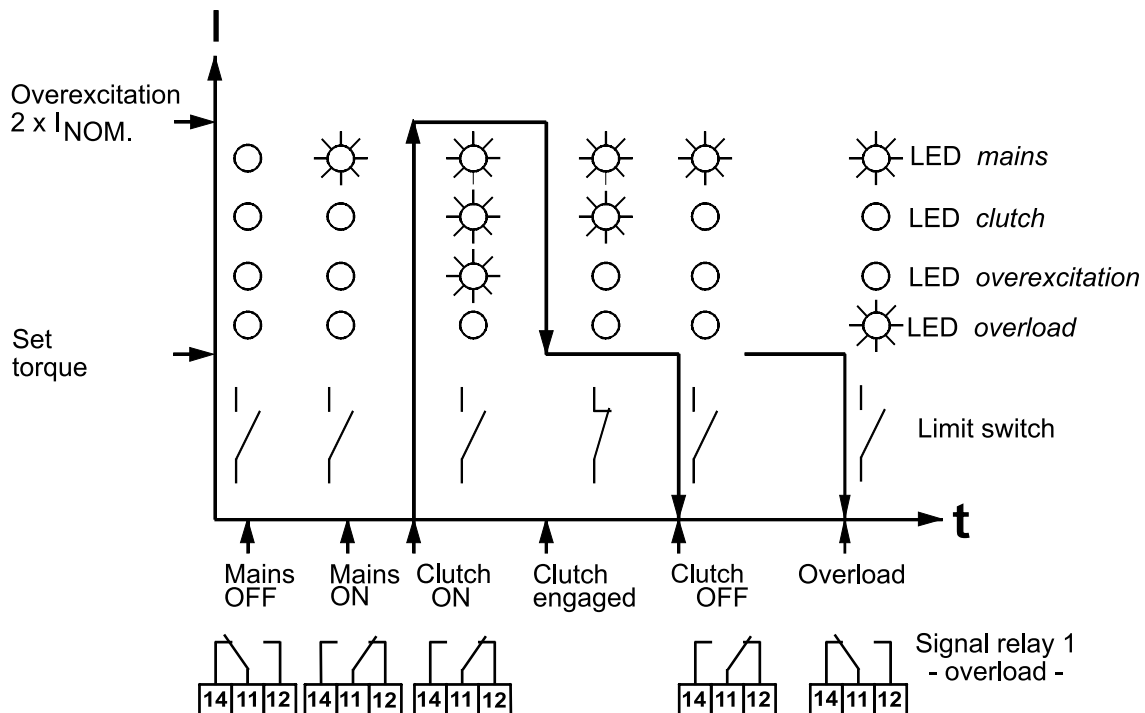 I
Overexcitation
2 x INOM.
LED mains
LED clutch
LED overexcitation
LED overload
Set
torque
Limit switch
t
Mains
OFF
Mains
ON
Clutch
ON
Clutch
engaged
Clutch
OFF
Overload
Signal relay 1
- overload -
14 11 12
14 11 12
14 11 12
14 11 12
14 11 12